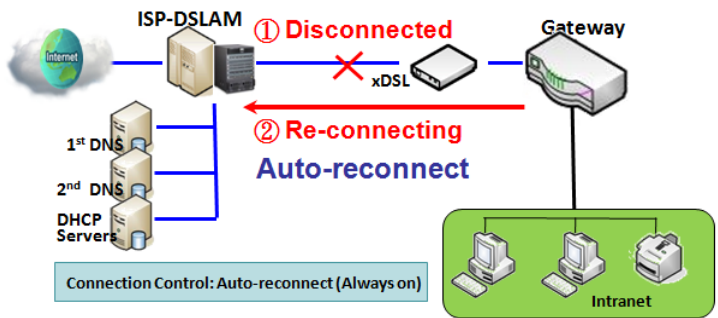 ISP-DSLAM
① Disconnected
Gateway
Internet
xDSL
② Re-connecting
1st DNS
Auto-reconnect
2nd DNS
DHCP
Servers
Connection Control: Auto-reconnect (Always on)
Intranet